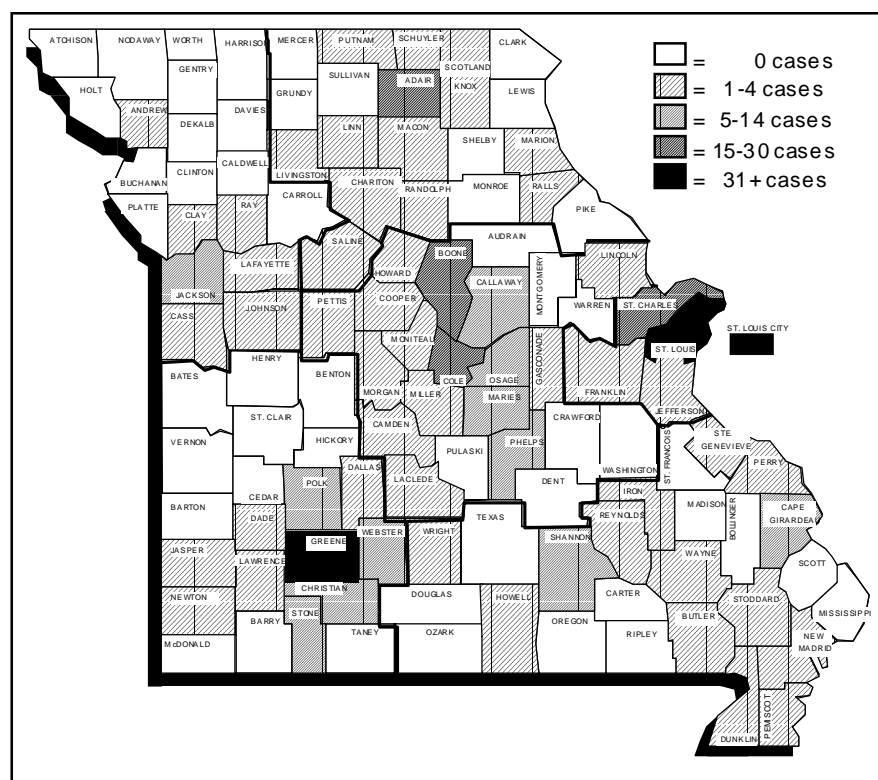 = 0 cases
= 1-4 cases
= 5-14 cases
= 15-30 cases
= 31+ cases
ATCHISON
NODAWAY
WORTH
HARRISON
MERCER
PUTNAM
SCHUYLER
SCOTLAND
CLARK
HOLT
GENTRY
GRUNDY
SULLIVAN
ADAIR
KNOX
LEWIS
ANDREW
DEKALB
DAVIES
LINN
MACON
SHELBY
MARION
BUCHANAN
CLINTON
CALDWELL
LIVINGSTON
CHARITON
RANDOLPH
MONROE
RALLS
PLATTE
CLAY
RAY
CARROLL
PIKE
SALINE
AUDRAIN
JACKSON
LAFAYETTE
HOWARD
BOONE
CALLAWAY
MONTGOMERY
LINCOLN
CASS
JOHNSON
PETTIS
COOPER
MONITEAU
WARREN
ST. CHARLES
ST. LOUIS CITY
ST. LOUIS
BATES
HENRY
BENTON
MORGAN
MILLER
COLE
OSAGE
GASCONADE
FRANKLIN
JEFFERSON
MARIES
ST. CLAIR
CAMDEN
CRAWFORD
VERNON
HICKORY
PULASKI
PHELPS
WASHINGTON
ST. FRANCOIS
STE.
GENEVIEVE
PERRY
CEDAR
POLK
DALLAS
LACLEDE
DENT
IRON
BARTON
DADE
TEXAS
REYNOLDS
MADISON
BOLLINGER
CAPE
GIRARDEAU
JASPER
LAWRENCE
GREENE
WEBSTER
WRIGHT
SHANNON
WAYNE
SCOTT
NEWTON
CHRISTIAN
DOUGLAS
HOWELL
CARTER
STODDARD
MISSISSIPPI
McDONALD
BARRY
STONE
TANEY
OZARK
OREGON
RIPLEY
BUTLER
NEW
MADRID
DUNKLIN
PEMISCOT